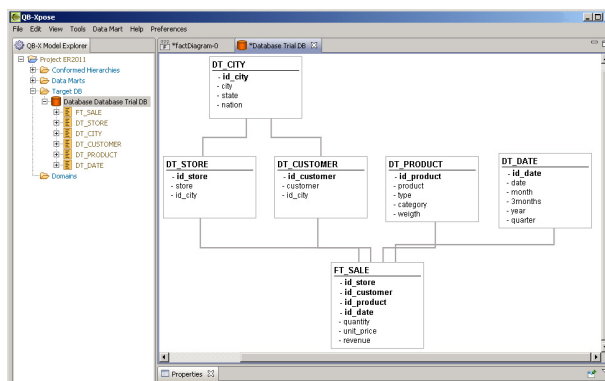 QB-Xpose
File Edit View Tools Data Mart Help Preferences
QB-X Model Explorer
*FactDiagram-0
*Database Trial DB
Project ER2011
Conformed Hierarchies
Data Marts
Target DB
Database Database Trial DB
FT_SALE
DT_STORE
DT_CITY
DT_CUSTOMER
DT_PRODUCT
DT_DATE
Domains
DT_CITY
- id_city
- city
- state
- nation
DT_STORE
- id_store
- store
- id_city
DT_CUSTOMER
- id_customer
- customer
- id_city
DT_PRODUCT
- id_product
- product
- type
- category
- weigth
DT_DATE
- id_date
- date
- month
- 3months
- year
- quarter
FT_SALE
- id_store
- id_customer
- id_product
- id_date
- quantity
- unit_price
- revenue
Properties